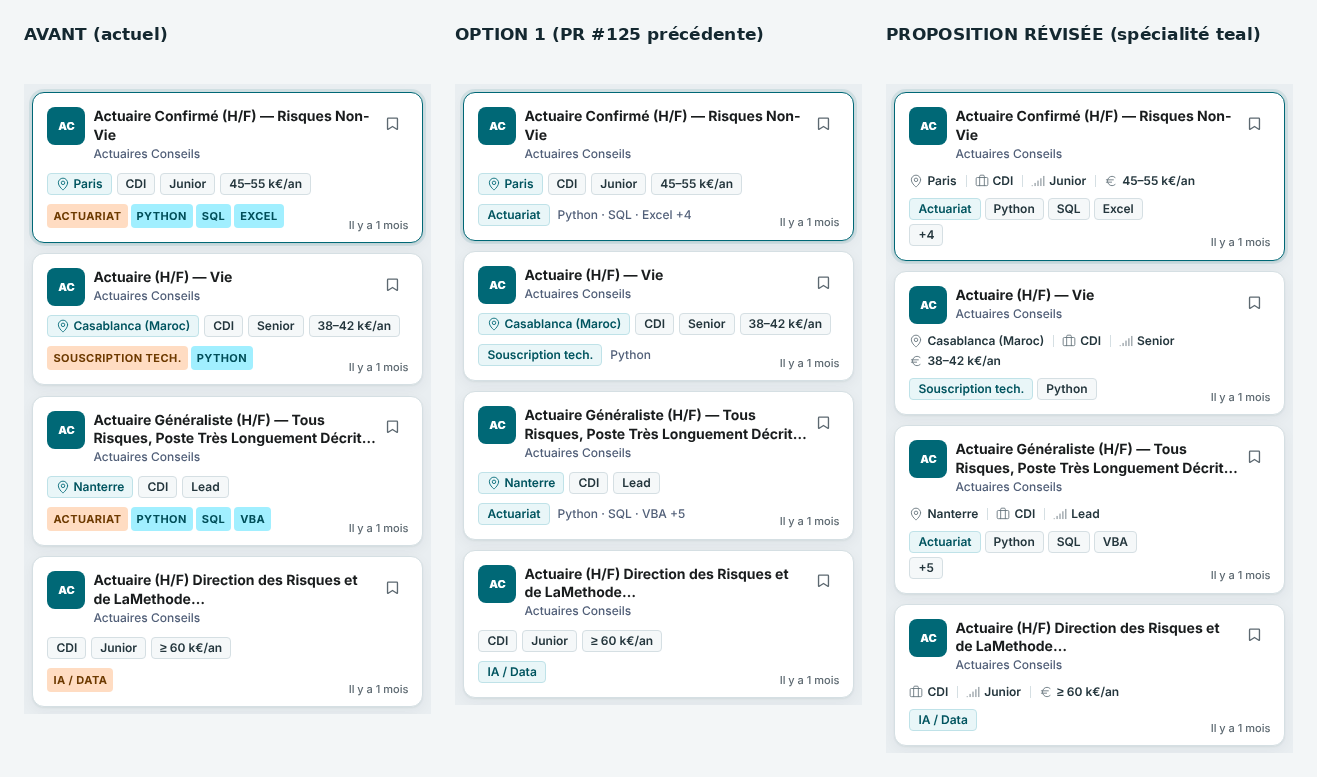 AVANT (actuel)
AC
Actuaire Confirmé (H/F) — Risques Non-
Vie
Actuaires Conseils
Paris CDI Junior 45–55 k€/an
ACTUARIAT PYTHON SQL EXCEL
Il y a 1 mois
AC
Actuaire (H/F) — Vie
Actuaires Conseils
Casablanca (Maroc) CDI Senior 38–42 k€/an
SOUSCRIPTION TECH. PYTHON
Il y a 1 mois
AC
Actuaire Généraliste (H/F) — Tous
Risques, Poste Très Longuement Décrit…
Actuaires Conseils
Nanterre CDI Lead
ACTUARIAT PYTHON SQL VBA
Il y a 1 mois
AC
Actuaire (H/F) Direction des Risques et
de LaMethode…
Actuaires Conseils
CDI Junior ≥ 60 k€/an
IA / DATA
Il y a 1 mois
OPTION 1 (PR #125 précédente)
AC
Actuaire Confirmé (H/F) — Risques Non-
Vie
Actuaires Conseils
Paris CDI Junior 45–55 k€/an
Actuariat Python · SQL · Excel +4
Il y a 1 mois
AC
Actuaire (H/F) — Vie
Actuaires Conseils
Casablanca (Maroc) CDI Senior 38–42 k€/an
Souscription tech. Python
Il y a 1 mois
AC
Actuaire Généraliste (H/F) — Tous
Risques, Poste Très Longuement Décrit…
Actuaires Conseils
Nanterre CDI Lead
Actuariat Python · SQL · VBA +5
Il y a 1 mois
AC
Actuaire (H/F) Direction des Risques et
de LaMethode…
Actuaires Conseils
CDI Junior ≥ 60 k€/an
IA / Data
Il y a 1 mois
PROPOSITION RÉVISÉE (spécialité teal)
AC
Actuaire Confirmé (H/F) — Risques Non-
Vie
Actuaires Conseils
Paris CDI Junior € 45–55 k€/an
Actuariat Python SQL Excel
+4
Il y a 1 mois
AC
Actuaire (H/F) — Vie
Actuaires Conseils
Casablanca (Maroc) CDI Senior
€ 38–42 k€/an
Souscription tech. Python
Il y a 1 mois
AC
Actuaire Généraliste (H/F) — Tous
Risques, Poste Très Longuement Décrit…
Actuaires Conseils
Nanterre CDI Lead
Actuariat Python SQL VBA
+5
Il y a 1 mois
AC
Actuaire (H/F) Direction des Risques et
de LaMethode…
Actuaires Conseils
CDI Junior € ≥ 60 k€/an
IA / Data
Il y a 1 mois